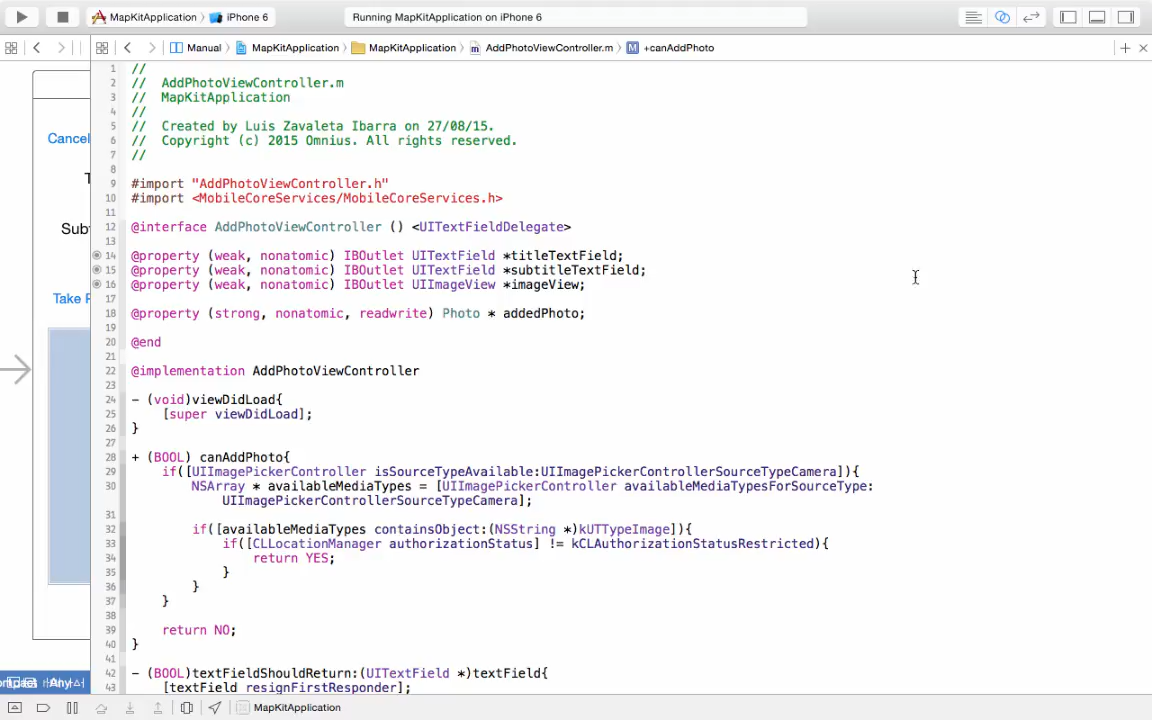 MapKitApplication iPhone 6
Running MapKitApplication on iPhone 6
Manual MapKitApplication MapKitApplication AddPhotoViewController.m M +canAddPhoto
Cancel
T
Subt
Take P
Any
1 //
2 //  AddPhotoViewController.m
3 //  MapKitApplication
4 //
5 //  Created by Luis Zavaleta Ibarra on 27/08/15.
6 //  Copyright (c) 2015 Omnius. All rights reserved.
7 //
8
9 #import "AddPhotoViewController.h"
10 #import <MobileCoreServices/MobileCoreServices.h>
11
12 @interface AddPhotoViewController () <UITextFieldDelegate>
13
14 @property (weak, nonatomic) IBOutlet UITextField *titleTextField;
15 @property (weak, nonatomic) IBOutlet UITextField *subtitleTextField;
16 @property (weak, nonatomic) IBOutlet UIImageView *imageView;
17
18 @property (strong, nonatomic, readwrite) Photo * addedPhoto;
19
20 @end
21
22 @implementation AddPhotoViewController
23
24 - (void)viewDidLoad{
25     [super viewDidLoad];
26 }
27
28 + (BOOL) canAddPhoto{
29     if([UIImagePickerController isSourceTypeAvailable:UIImagePickerControllerSourceTypeCamera]){
30         NSArray * availableMediaTypes = [UIImagePickerController availableMediaTypesForSourceType:
UIImagePickerControllerSourceTypeCamera];
31
32         if([availableMediaTypes containsObject:(NSString *)kUTTypeImage]){
33             if([CLLocationManager authorizationStatus] != kCLAuthorizationStatusRestricted){
34                 return YES;
35             }
36         }
37     }
38
39     return NO;
40 }
41
42 - (BOOL)textFieldShouldReturn:(UITextField *)textField{
43     [textField resignFirstResponder];
MapKitApplication